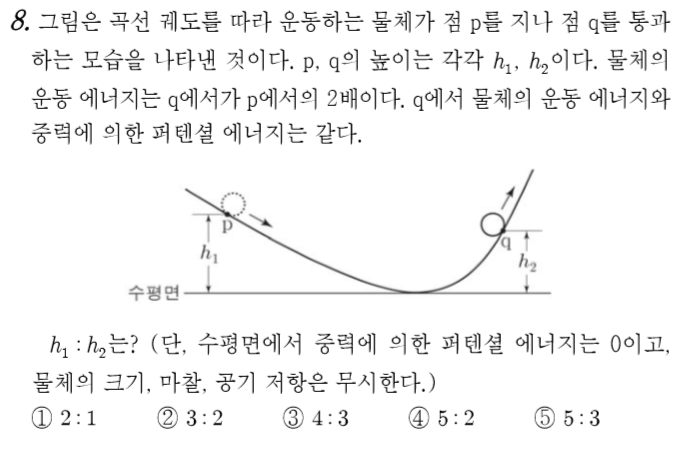 8. 그림은 곡선 궤도를 따라 운동하는 물체가 점 p를 지나 점 q를 통과
하는 모습을 나타낸 것이다. p, q의 높이는 각각 h₁, h₂이다. 물체의
운동 에너지는 q에서가 p에서의 2배이다. q에서 물체의 운동 에너지와
중력에 의한 퍼텐셜 에너지는 같다.
p
q
h₁
h₂
수평면
h₁ : h₂는? (단, 수평면에서 중력에 의한 퍼텐셜 에너지는 0이고,
물체의 크기, 마찰, 공기 저항은 무시한다.)
① 2 : 1 ② 3 : 2 ③ 4 : 3 ④ 5 : 2 ⑤ 5 : 3